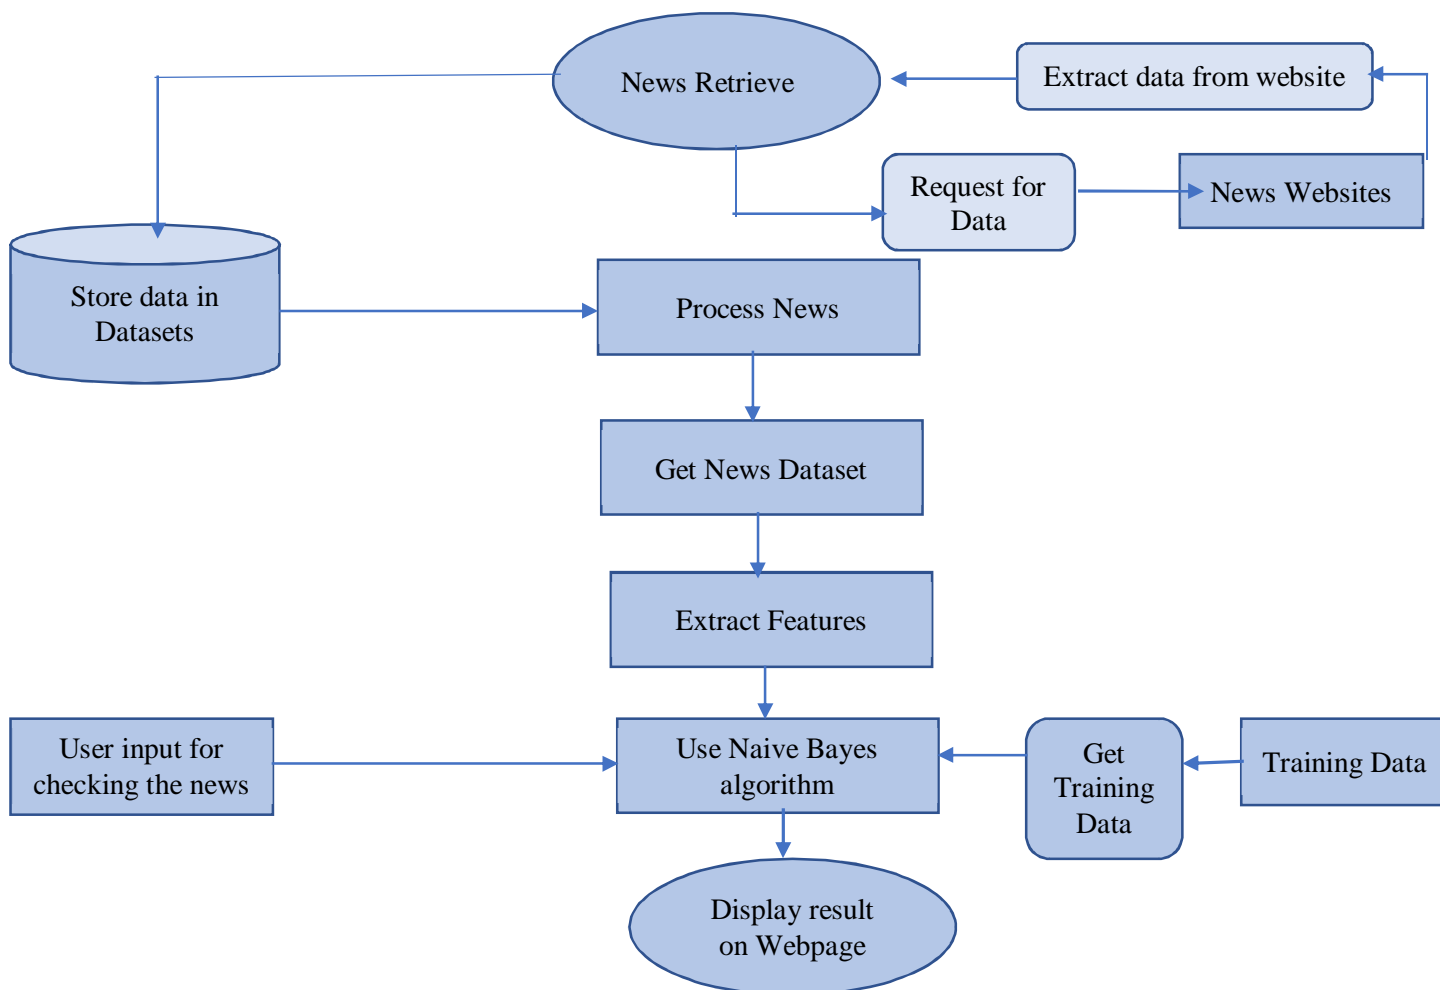 News Retrieve
Extract data from website
Request for
Data
News Websites
Store data in
Datasets
Process News
Get News Dataset
Extract Features
User input for
checking the news
Use Naive Bayes
algorithm
Get
Training
Data
Training Data
Display result
on Webpage